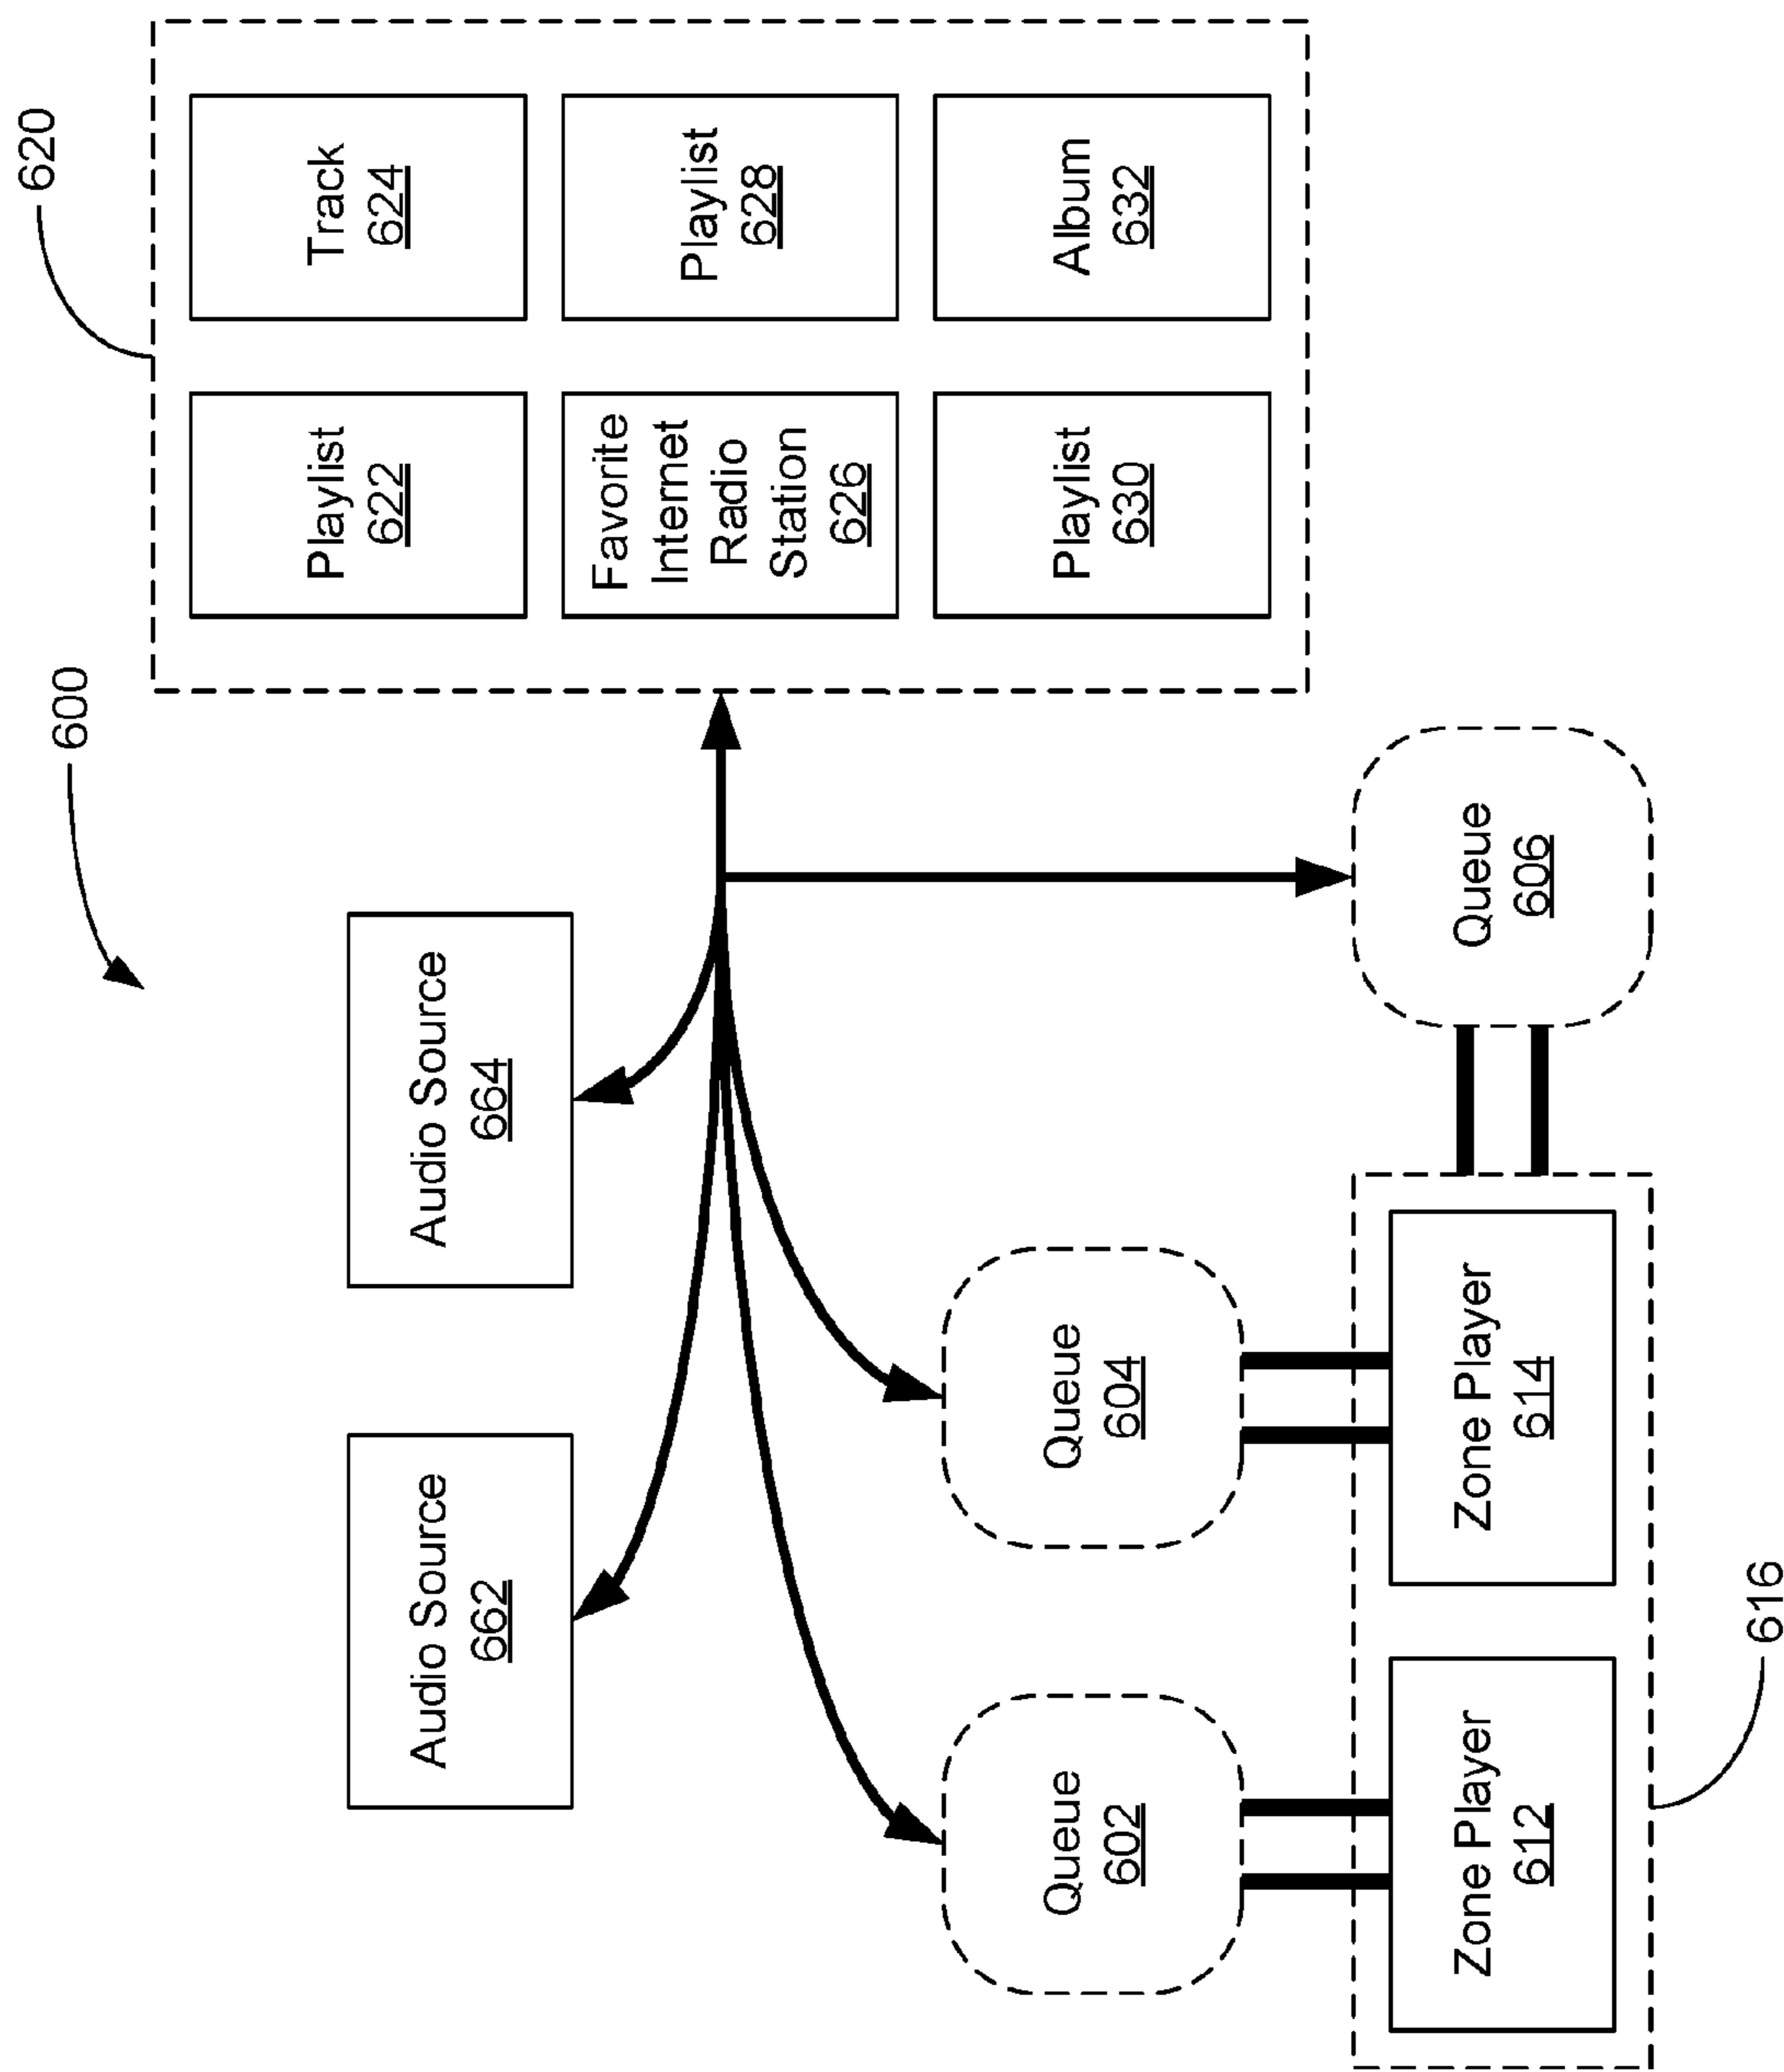 600
620
Audio Source
662
Audio Source
664
Playlist
622
Track
624
Favorite
Internet
Radio
Station
626
Playlist
628
Playlist
630
Album
632
Queue
602
Queue
604
Queue
606
Zone Player
612
Zone Player
614
616